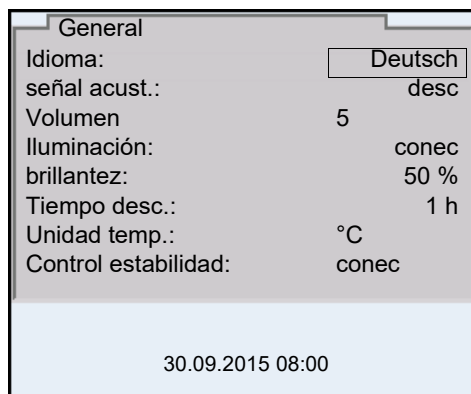 General
Idioma: Deutsch
señal acust.: desc
Volumen 5
Iluminación: conec
brillantez: 50 %
Tiempo desc.: 1 h
Unidad temp.: °C
Control estabilidad: conec
30.09.2015 08:00